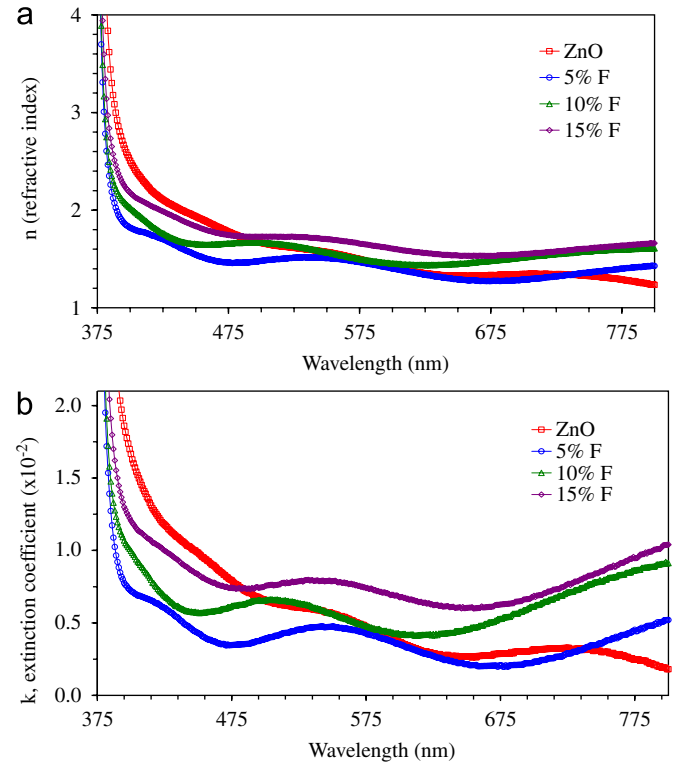 a
n (refractive index)
4
3
2
1
ZnO
5% F
10% F
15% F
375 475 575 675 775
Wavelength (nm)
b
k, extinction coefficient (x10⁻²)
2.0
1.5
1.0
0.5
0.0
ZnO
5% F
10% F
15% F
375 475 575 675 775
Wavelength (nm)